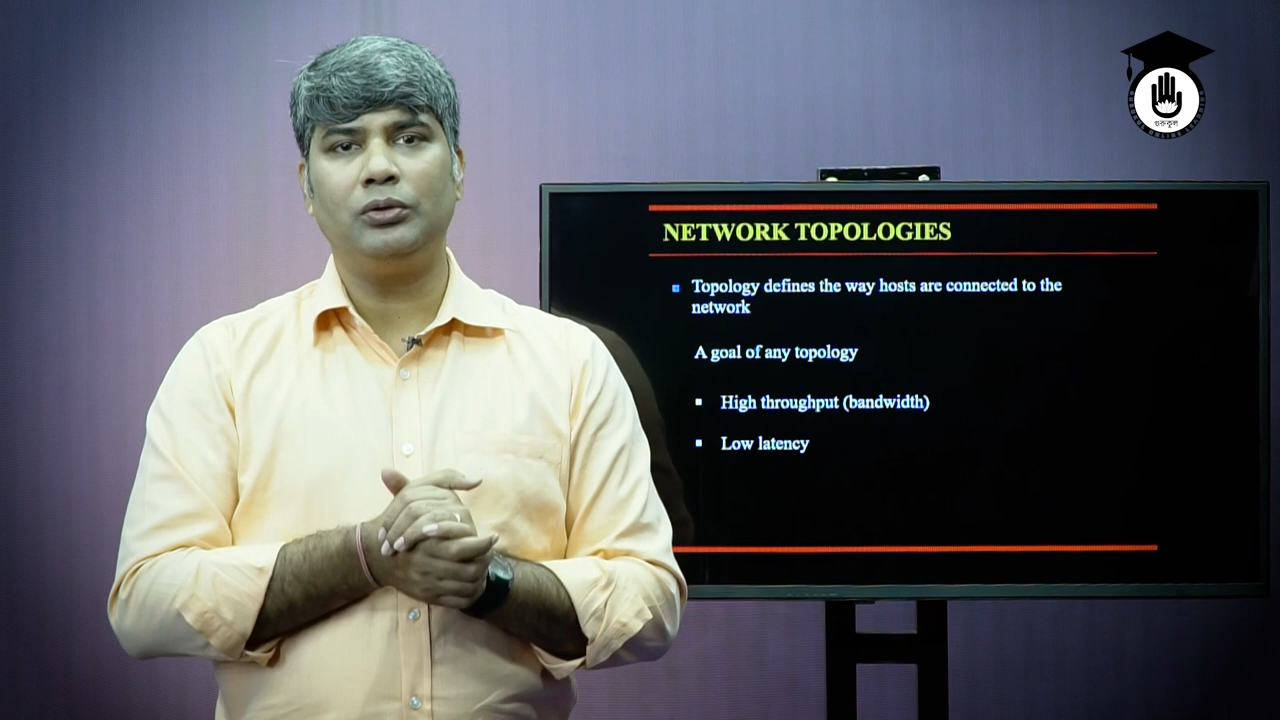 গুরুকুল
NETWORK TOPOLOGIES
Topology defines the way hosts are connected to the
network
A goal of any topology
High throughput (bandwidth)
Low latency